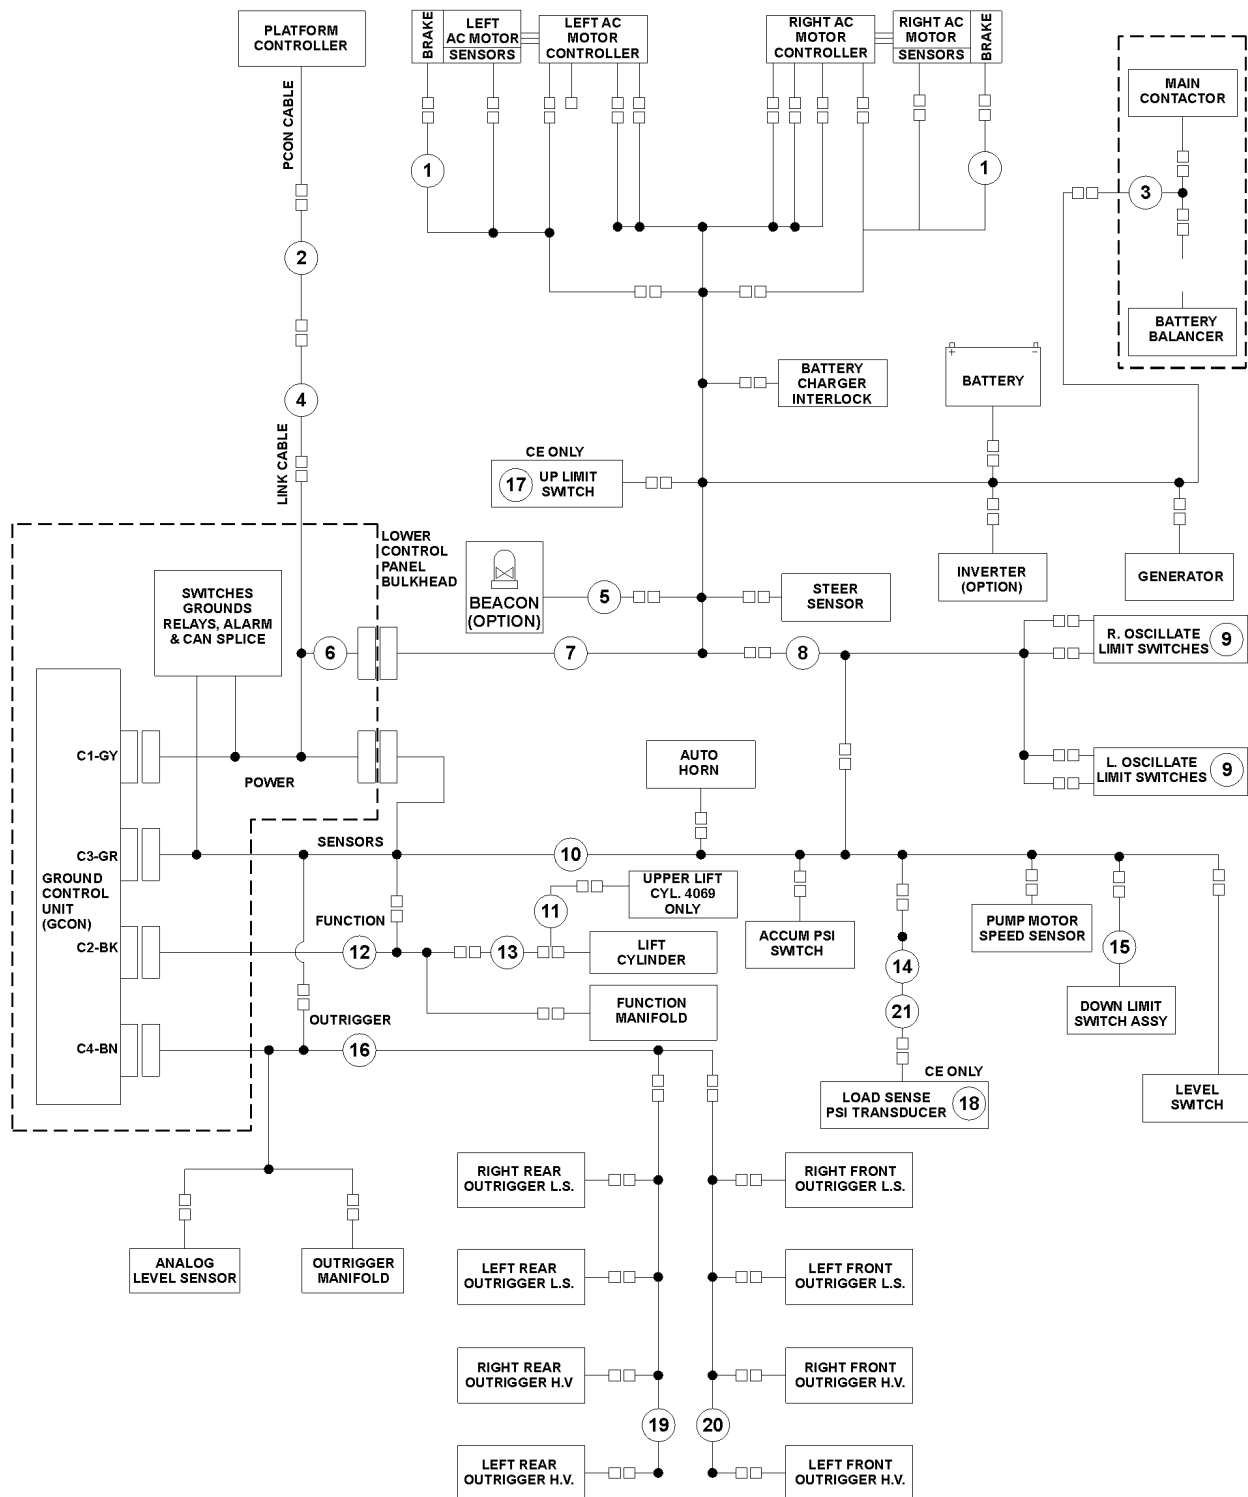 PLATFORM
CONTROLLER
BRAKE
LEFT
AC MOTOR
SENSORS
LEFT AC
MOTOR
CONTROLLER
RIGHT AC
MOTOR
CONTROLLER
RIGHT AC
MOTOR
SENSORS
BRAKE
MAIN
CONTACTOR
PCON CABLE
1
1
3
2
BATTERY
BALANCER
BATTERY
CHARGER
INTERLOCK
+
−
BATTERY
4
LINK CABLE
CE ONLY
17
UP LIMIT
SWITCH
LOWER
CONTROL
PANEL
BULKHEAD
BEACON
(OPTION)
5
STEER
SENSOR
INVERTER
(OPTION)
GENERATOR
SWITCHES
GROUNDS
RELAYS, ALARM
& CAN SPLICE
6
7
8
R. OSCILLATE
LIMIT SWITCHES
9
C1-GY
POWER
AUTO
HORN
L. OSCILLATE
LIMIT SWITCHES
9
C3-GR
SENSORS
10
GROUND
CONTROL
UNIT
(GCON)
FUNCTION
11
UPPER LIFT
CYL. 4069
ONLY
ACCUM PSI
SWITCH
PUMP MOTOR
SPEED SENSOR
C2-BK
12
13
LIFT
CYLINDER
14
15
FUNCTION
MANIFOLD
21
DOWN LIMIT
SWITCH ASSY
OUTRIGGER
C4-BN
16
CE ONLY
LOAD SENSE
PSI TRANSDUCER
18
LEVEL
SWITCH
RIGHT REAR
OUTRIGGER L.S.
RIGHT FRONT
OUTRIGGER L.S.
ANALOG
LEVEL SENSOR
OUTRIGGER
MANIFOLD
LEFT REAR
OUTRIGGER L.S.
LEFT FRONT
OUTRIGGER L.S.
RIGHT REAR
OUTRIGGER H.V
RIGHT FRONT
OUTRIGGER H.V.
19
20
LEFT REAR
OUTRIGGER H.V.
LEFT FRONT
OUTRIGGER H.V.